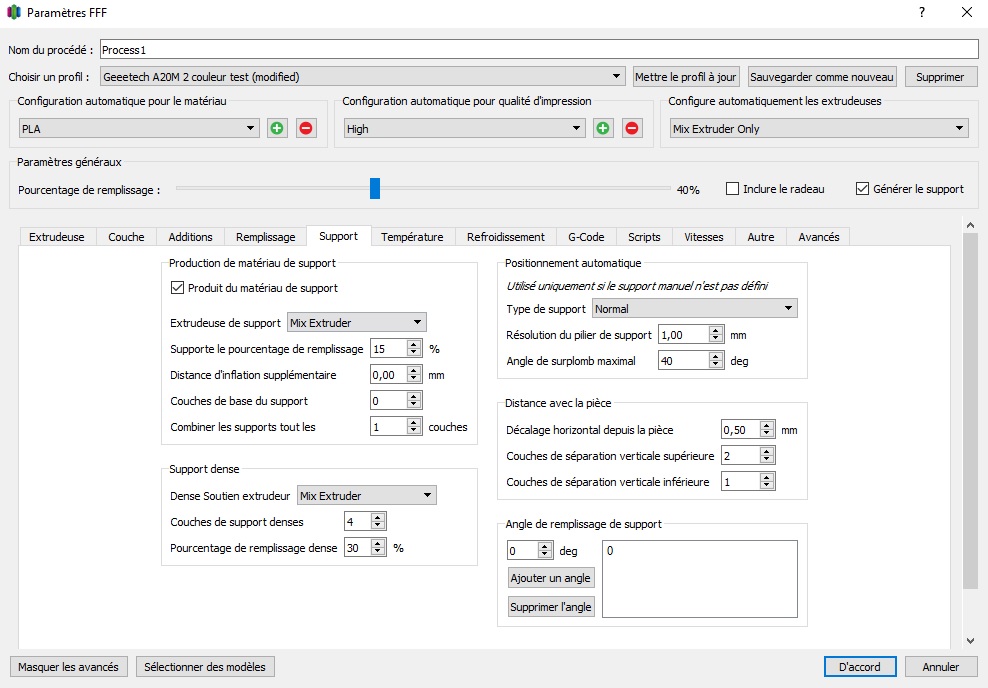 Paramètres FFF
?
Nom du procédé :
Process1
Choisir un profil :
Geeetech A20M 2 couleur test (modified)
Mettre le profil à jour
Sauvegarder comme nouveau
Supprimer
Configuration automatique pour le matériau
Configuration automatique pour qualité d'impression
Configure automatiquement les extrudeuses
PLA
High
Mix Extruder Only
Paramètres généraux
Pourcentage de remplissage :
40%
Inclure le radeau
Générer le support
Extrudeuse
Couche
Additions
Remplissage
Support
Température
Refroidissement
G-Code
Scripts
Vitesses
Autre
Avancés
Production de matériau de support
Produit du matériau de support
Extrudeuse de support
Mix Extruder
Supporte le pourcentage de remplissage
15
%
Distance d'inflation supplémentaire
0,00
mm
Couches de base du support
0
Combiner les supports tout les
1
couches
Support dense
Dense Soutien extrudeur
Mix Extruder
Couches de support denses
4
Pourcentage de remplissage dense
30
%
Positionnement automatique
Utilisé uniquement si le support manuel n'est pas défini
Type de support
Normal
Résolution du pilier de support
1,00
mm
Angle de surplomb maximal
40
deg
Distance avec la pièce
Décalage horizontal depuis la pièce
0,50
mm
Couches de séparation verticale supérieure
2
Couches de séparation verticale inférieure
1
Angle de remplissage de support
0
deg
0
Ajouter un angle
Supprimer l'angle
Masquer les avancés
Sélectionner des modèles
D'accord
Annuler